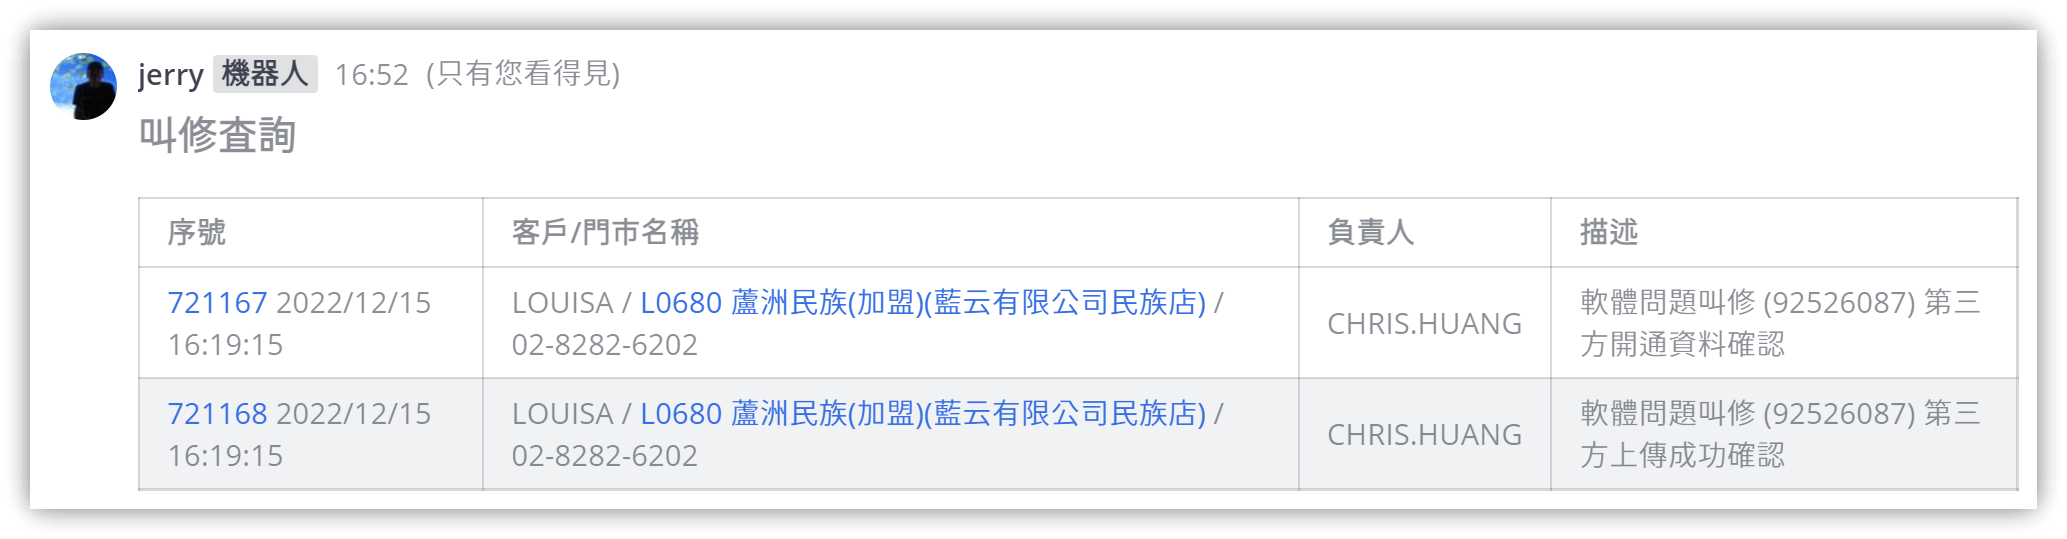 jerry 機器人 16:52 (只有您看得見)
叫修查詢
序號 客戶/門市名稱 負責人 描述
721167 2022/12/15
16:19:15
LOUISA / L0680 蘆洲民族(加盟)(藍云有限公司民族店) /
02-8282-6202
CHRIS.HUANG
軟體問題叫修 (92526087) 第三
方開通資料確認
721168 2022/12/15
16:19:15
LOUISA / L0680 蘆洲民族(加盟)(藍云有限公司民族店) /
02-8282-6202
CHRIS.HUANG
軟體問題叫修 (92526087) 第三
方上傳成功確認